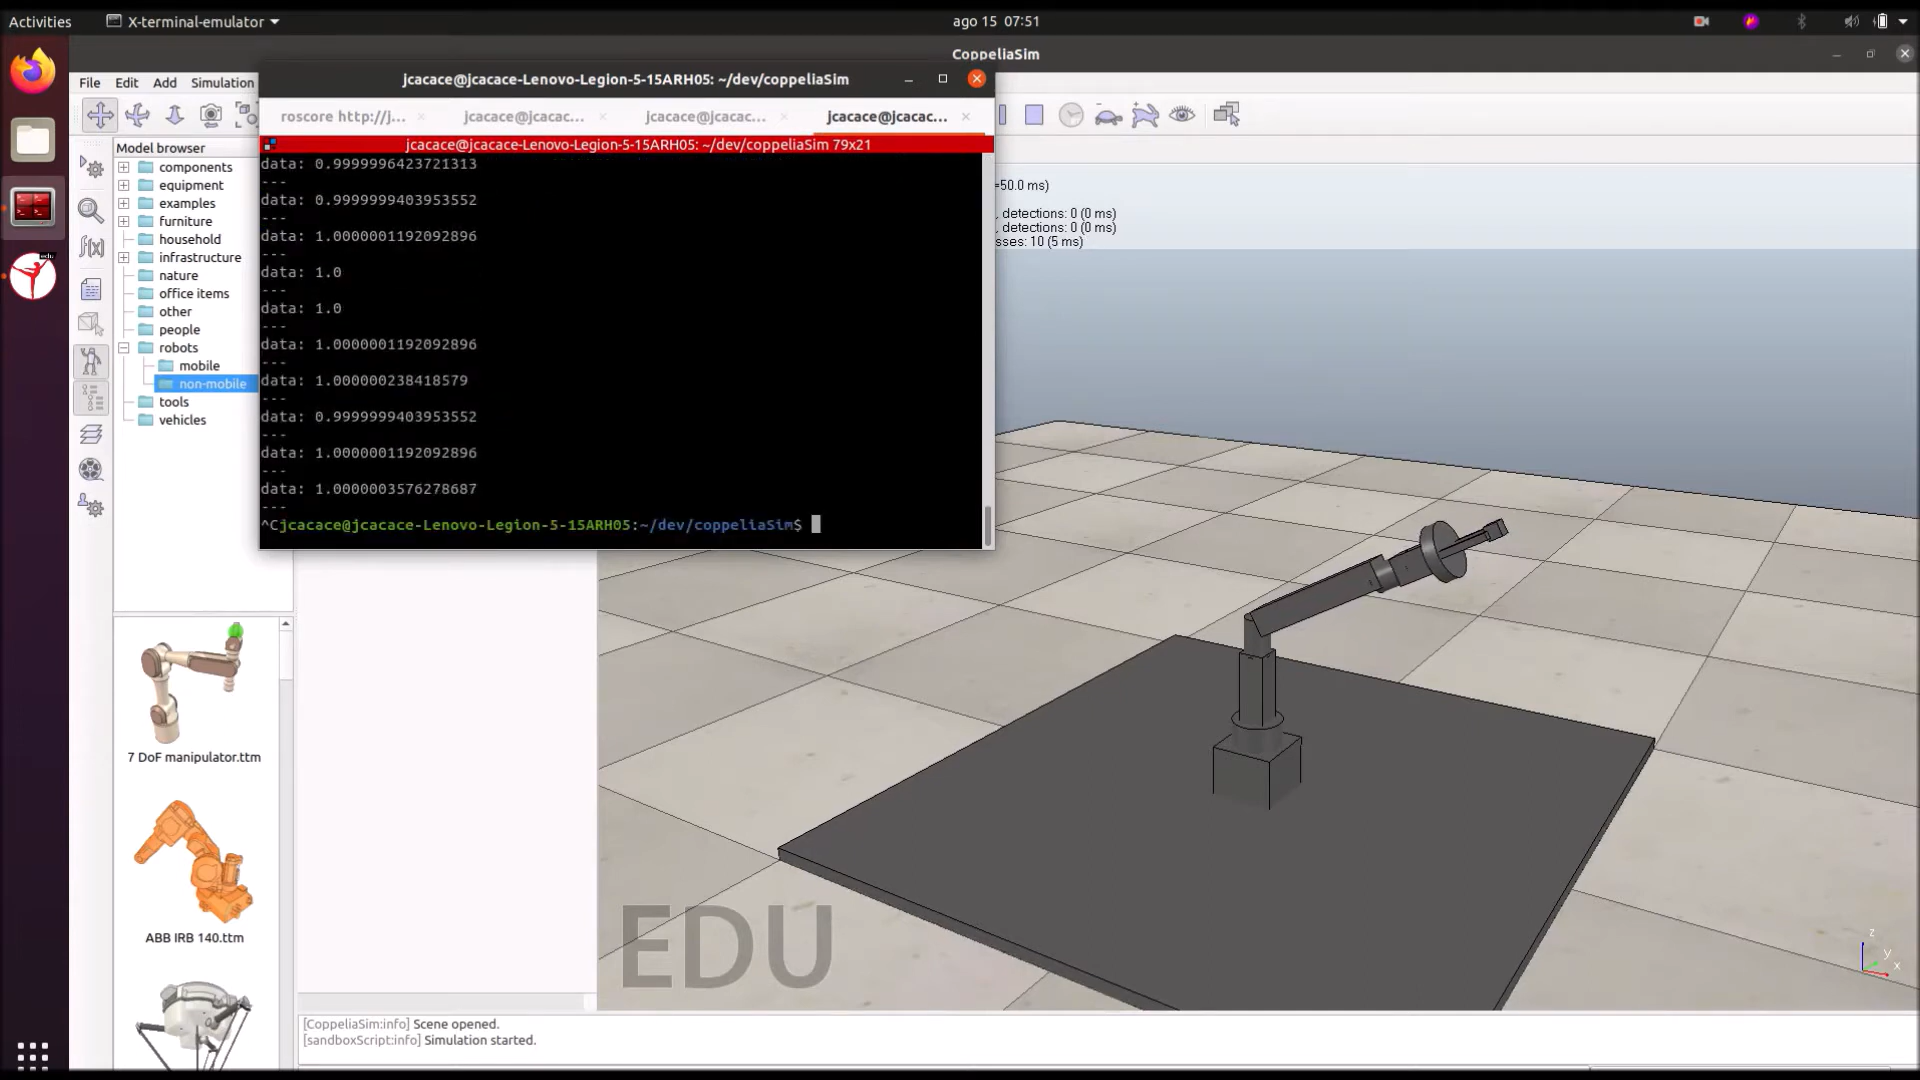 Activities
X-terminal-emulator
ago 15 07:51
CoppeliaSim
File Edit Add Simulation
jcacace@jcacace-Lenovo-Legion-5-15ARH05: ~/dev/coppeliaSim
roscore http://j...
jcacace@jcacac...
jcacace@jcacac...
jcacace@jcacac...
jcacace@jcacace-Lenovo-Legion-5-15ARH05: ~/dev/coppeliaSim 79x21
data: 0.9999996423721313
---
data: 0.9999999403953552
---
data: 1.0000001192092896
---
data: 1.0
---
data: 1.0
---
data: 1.0000001192092896
---
data: 1.000000238418579
---
data: 0.9999999403953552
---
data: 1.0000001192092896
---
data: 1.0000003576278687
---
^Cjcacace@jcacace-Lenovo-Legion-5-15ARH05:~/dev/coppeliaSim$
=50.0 ms)
, detections: 0 (0 ms)
, detections: 0 (0 ms)
sses: 10 (5 ms)
edu
f(x)
Model browser
components
equipment
examples
furniture
household
infrastructure
nature
office items
other
people
robots
mobile
non-mobile
tools
vehicles
7 DoF manipulator.ttm
ABB IRB 140.ttm
EDU
z
y
x
[CoppeliaSim:info] Scene opened.
[sandboxScript:info] Simulation started.